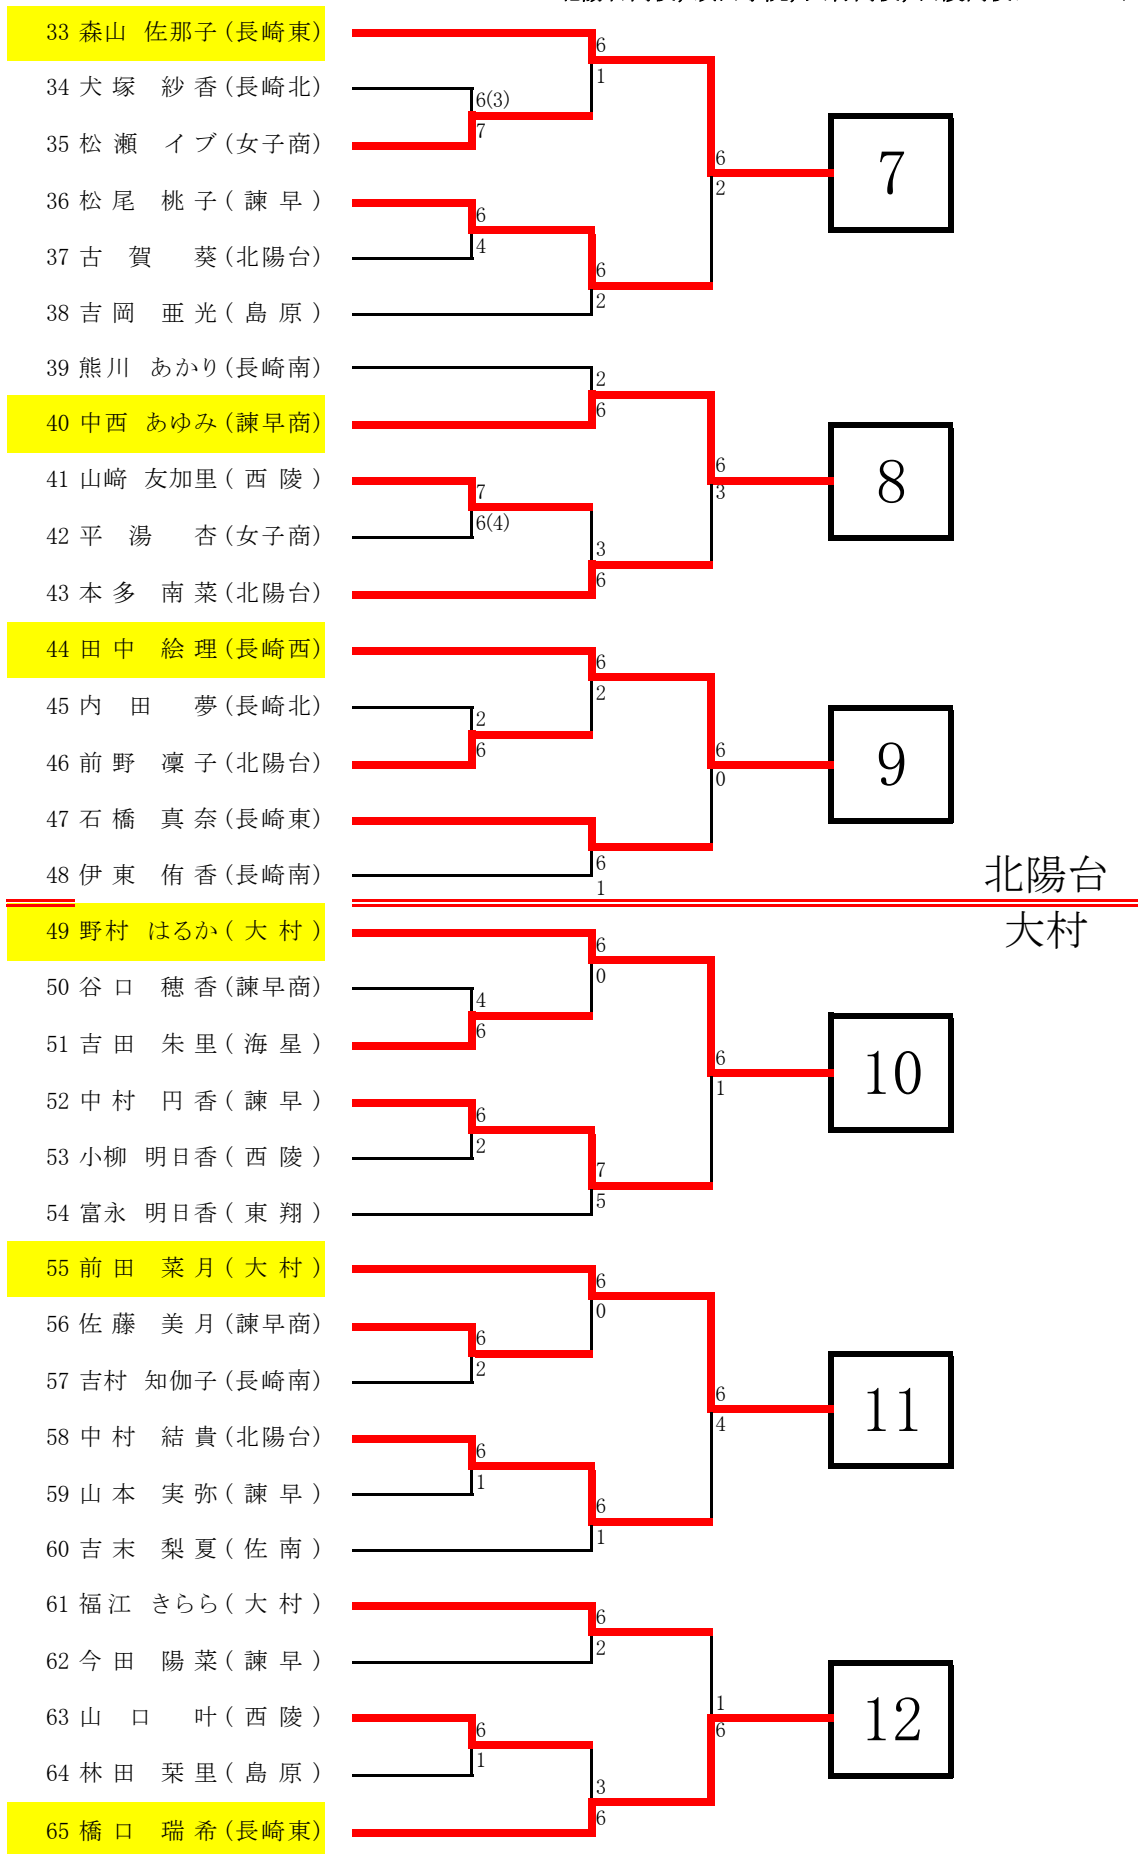 33 森山 佐那子 (長崎東)
6
1
34 犬塚 紗香 (長崎北)
6(3)
7
35 松瀬 イブ (女子商)
6
2
7
36 松尾 桃子 (諫早)
6
4
37 古賀 葵 (北陽台)
6
2
38 吉岡 亜光 (島原)
39 熊川 あかり (長崎南)
2
6
40 中西 あゆみ (諫早商)
6
3
8
41 山﨑 友加里 (西陵)
7
6(4)
42 平湯 杏 (女子商)
3
6
43 本多 南菜 (北陽台)
44 田中 絵理 (長崎西)
6
2
45 内田 夢 (長崎北)
2
6
46 前野 凜子 (北陽台)
6
0
9
47 石橋 真奈 (長崎東)
6
1
48 伊東 侑香 (長崎南)
北陽台
大村
49 野村 はるか (大村)
6
0
50 谷口 穂香 (諫早商)
4
6
51 吉田 朱里 (海星)
6
1
10
52 中村 円香 (諫早)
6
2
53 小柳 明日香 (西陵)
7
5
54 富永 明日香 (東翔)
55 前田 菜月 (大村)
6
0
56 佐藤 美月 (諫早商)
6
2
57 吉村 知伽子 (長崎南)
6
4
11
58 中村 結貴 (北陽台)
6
1
59 山本 実弥 (諫早)
6
1
60 吉末 梨夏 (佐南)
61 福江 きらら (大村)
6
2
62 今田 陽菜 (諫早)
1
6
12
63 山口 叶 (西陵)
6
1
64 林田 栞里 (島原)
3
6
65 橋口 瑞希 (長崎東)